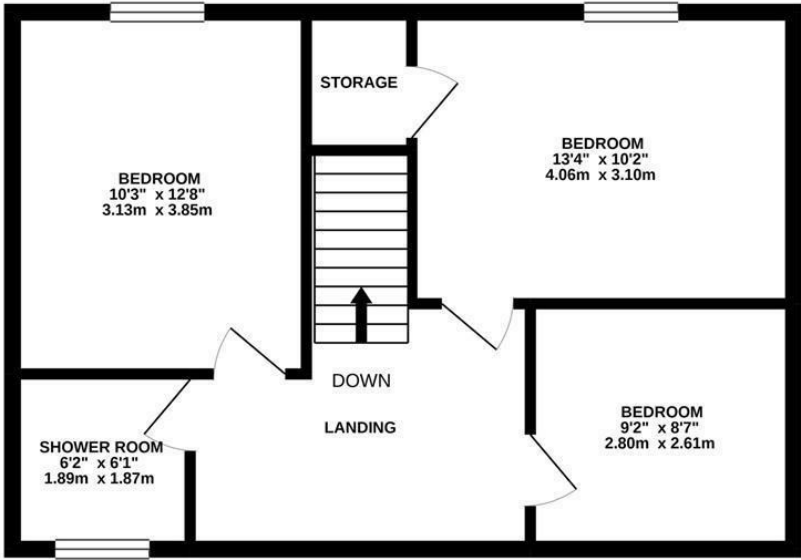 STORAGE
BEDROOM
13'4" x 10'2"
4.06m x 3.10m
BEDROOM
10'3" x 12'8"
3.13m x 3.85m
DOWN
LANDING
BEDROOM
9'2" x 8'7"
2.80m x 2.61m
SHOWER ROOM
6'2" x 6'1"
1.89m x 1.87m